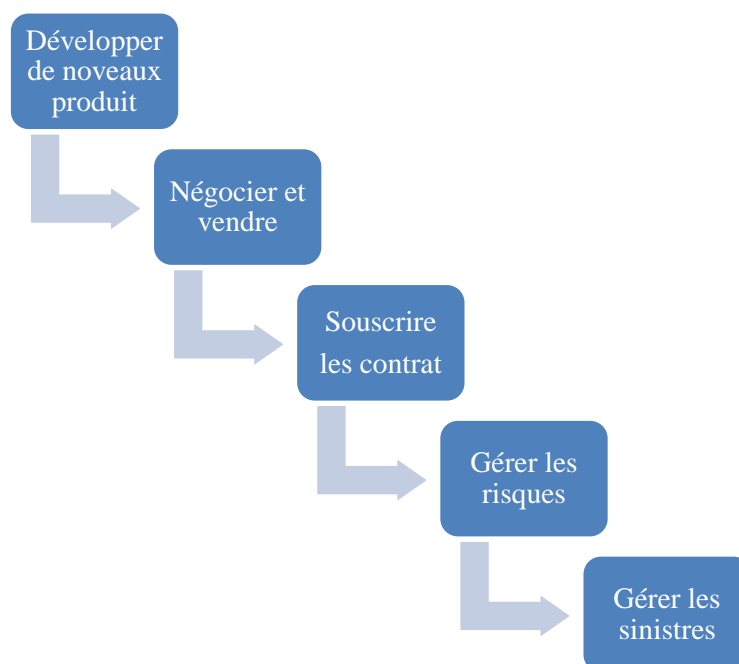 Développer
de noveaux
produit
Négocier et
vendre
Souscrire
les contrat
Gérer les
risques
Gérer les
sinistres